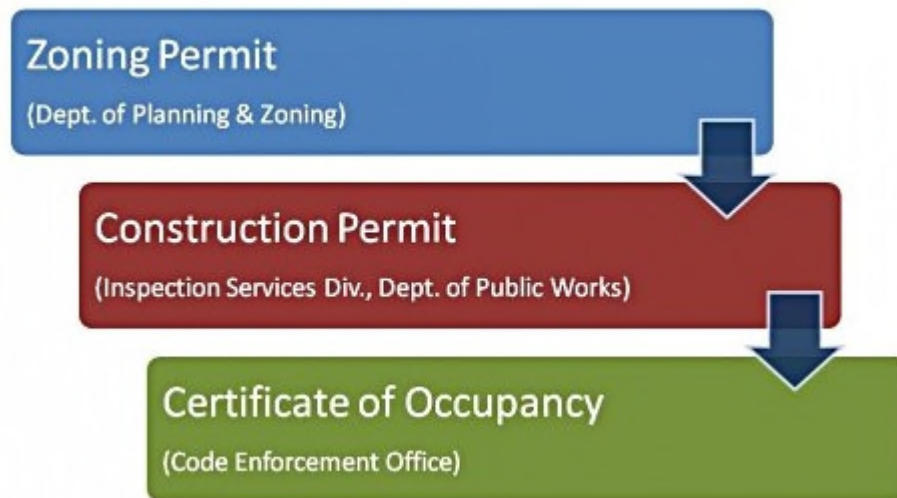 Zoning Permit
(Dept. of Planning & Zoning)
Construction Permit
(Inspection Services Div., Dept. of Public Works)
Certificate of Occupancy
(Code Enforcement Office)